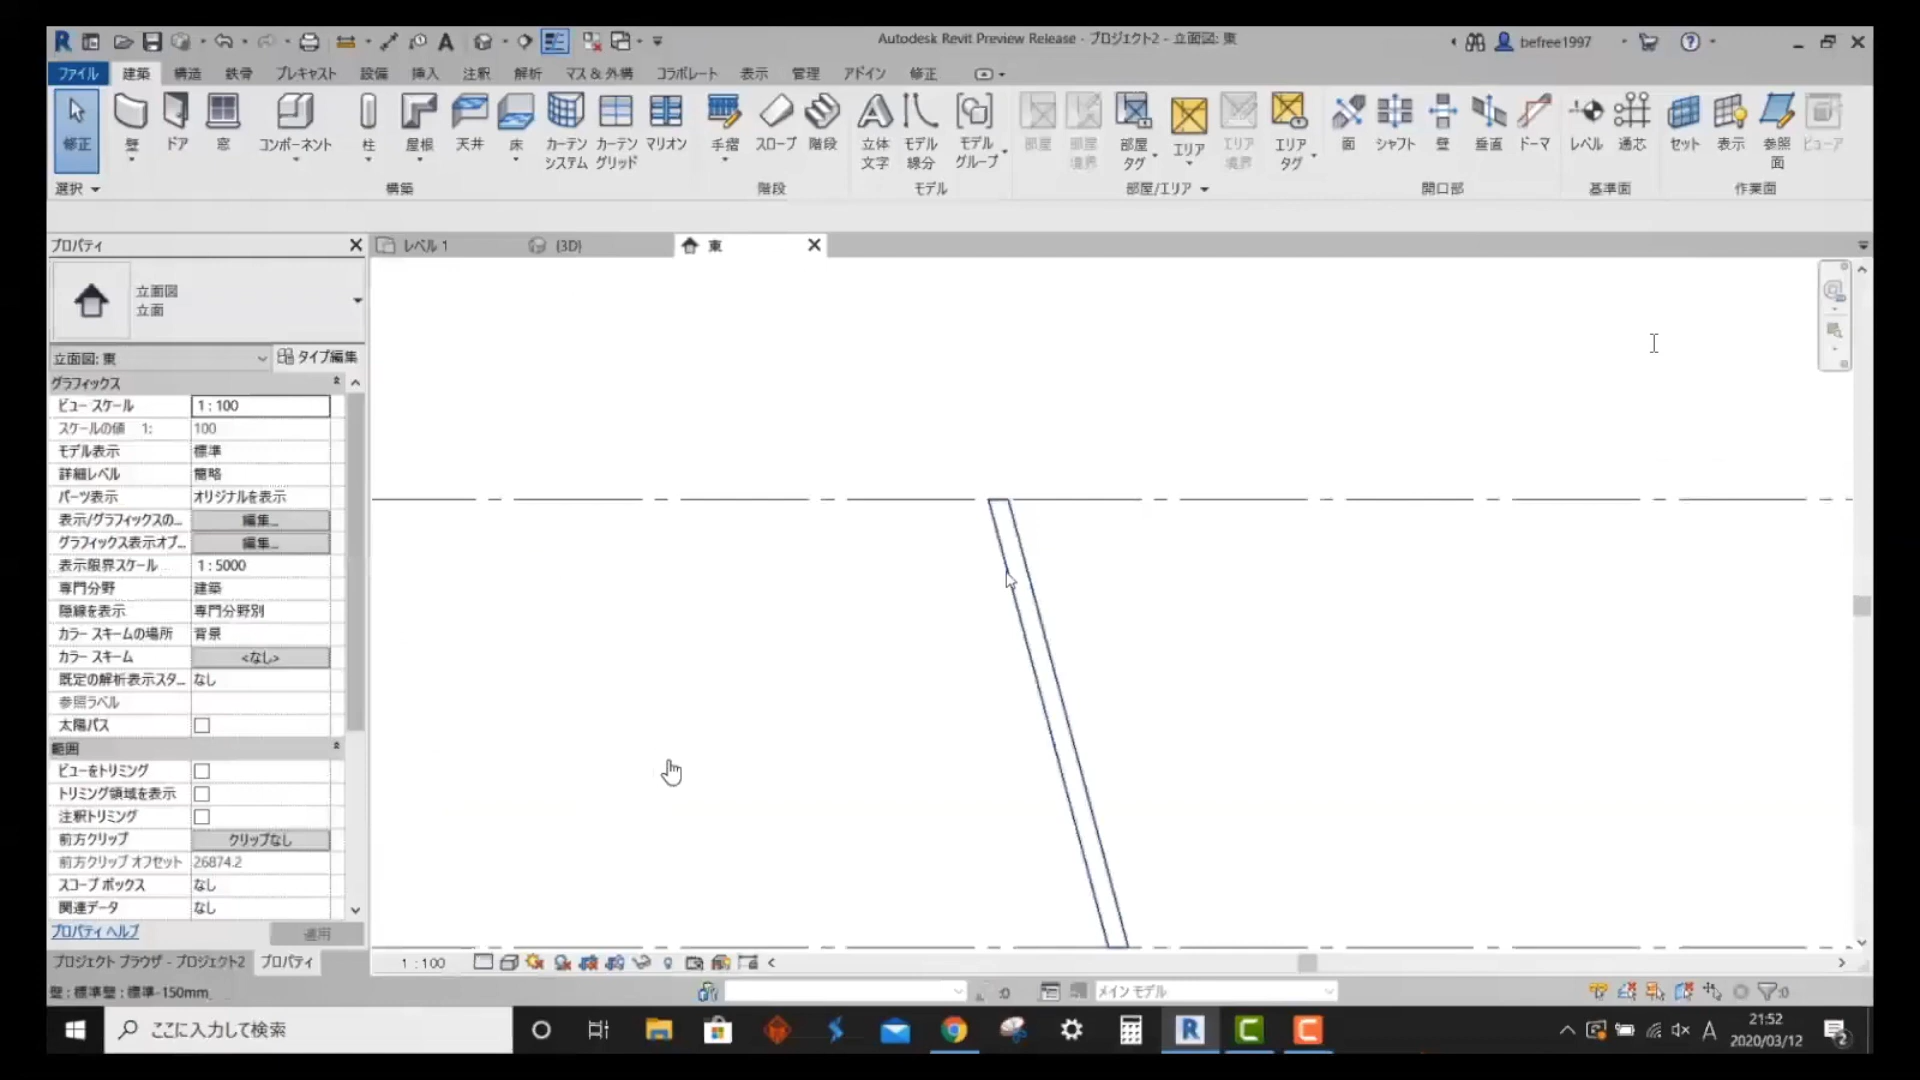 Autodesk Revit Preview Release - プロジェクト2 - 立面図: 東
befree1997
ファイル 建築 構造 鉄骨 プレキャスト 設備 挿入 注釈 解析 マス & 外構 コラボレート 表示 管理 アドイン 修正
修正 壁 ドア 窓 コンポーネント 柱 屋根 天井 床 カーテン システム カーテン グリッド マリオン 手摺 スロープ 階段 立体 文字 モデル 線分 モデル グループ 部屋 部屋 境界 部屋 タグ エリア エリア 境界 エリア タグ 面 シャフト 壁 垂直 ドーマ レベル 通芯 セット 表示 参照 面 ビューア
選択 構築 階段 モデル 部屋/エリア 開口部 基準面 作業面
プロパティ
レベル 1 {3D} 東
立面図
立面
立面図: 東 タイプ編集
グラフィックス
ビュー スケール 1 : 100
スケールの値 1: 100
モデル表示 標準
詳細レベル 簡略
パーツ表示 オリジナルを表示
表示/グラフィックスの... 編集...
グラフィックス表示オプ... 編集...
表示限界スケール 1 : 5000
専門分野 建築
隠線を表示 専門分野別
カラー スキームの場所 背景
カラー スキーム <なし>
既定の解析表示スタ... なし
参照ラベル
太陽パス
範囲
ビューをトリミング
トリミング領域を表示
注釈トリミング
前方クリップ クリップなし
前方クリップ オフセット 26874.2
スコープ ボックス なし
関連データ なし
プロパティ ヘルプ 適用
プロジェクト ブラウザ - プロジェクト2 プロパティ
1 : 100
壁 : 標準壁 : 標準-150mm
:0 メイン モデル :0
ここに入力して検索
A 21:52
2020/03/12
2